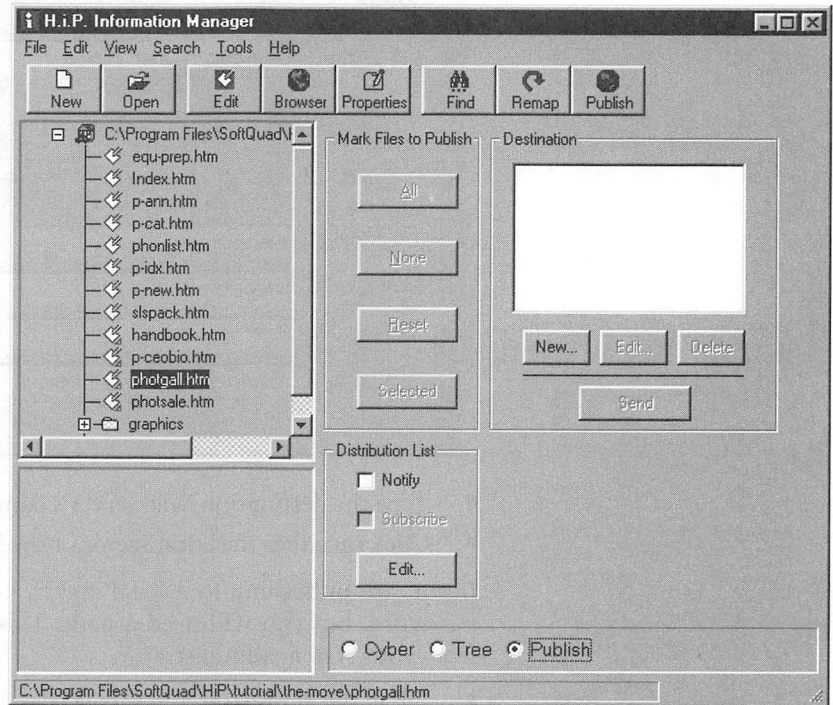 i H.i.P. Information Manager
File Edit View Search Tools Help
New Open Edit Browser Properties Find Remap Publish
C:\Program Files\SoftQuad\H
equ-prep.htm
Index.htm
p-ann.htm
p-cat.htm
phonlist.htm
p-idx.htm
p-new.htm
slspack.htm
handbook.htm
p-ceobio.htm
photgall.htm
photsale.htm
graphics
Mark Files to Publish
All
None
Reset
Selected
Destination
New... Edit... Delete
Send
Distribution List
Notify
Subscribe
Edit...
Cyber Tree Publish
C:\Program Files\SoftQuad\HiP\tutorial\the-move\photgall.htm